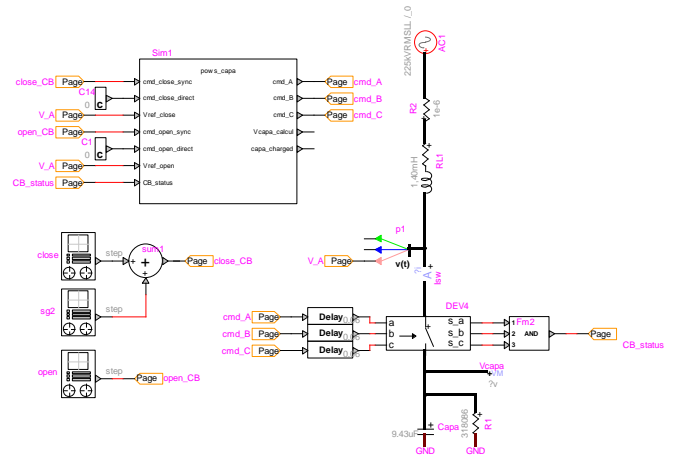 Sim1
pows_capa
close_CB Page cmd_close_sync cmd_A Page cmd_A
C14 0 C cmd_close_direct cmd_B Page cmd_B
V_A Page Vref_close cmd_C Page cmd_C
open_CB Page cmd_open_sync Vcapa_calcul
C1 0 C cmd_open_direct capa_charged
V_A Page Vref_open
CB_status Page CB_status
AC1
225kVRMSLL /_0
R2
1e-6
RL1
1,40mH
close step sum1 + + + Page close_CB
sg2 step
open step Page open_CB
p1
V_A Page v(t)
?i A + Isw
DEV4
cmd_A Page Delay a s_a 1 Fm2
cmd_B Page Delay b s_b 2 AND Page
cmd_C Page Delay c s_c 3 CB_status
Vcapa
+VM
?v
9.43uF + Capa
318086 + R1
GND GND